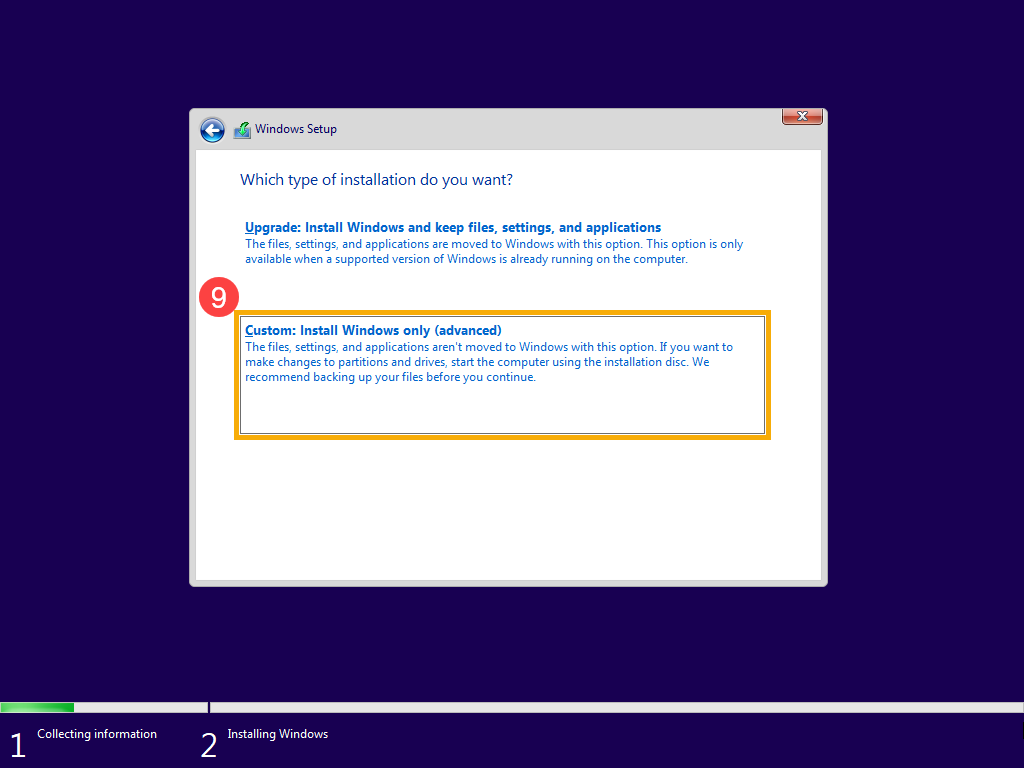 Windows Setup
Which type of installation do you want?
Upgrade: Install Windows and keep files, settings, and applications
The files, settings, and applications are moved to Windows with this option. This option is only
available when a supported version of Windows is already running on the computer.
9
Custom: Install Windows only (advanced)
The files, settings, and applications aren't moved to Windows with this option. If you want to
make changes to partitions and drives, start the computer using the installation disc. We
recommend backing up your files before you continue.
1 Collecting information
2 Installing Windows